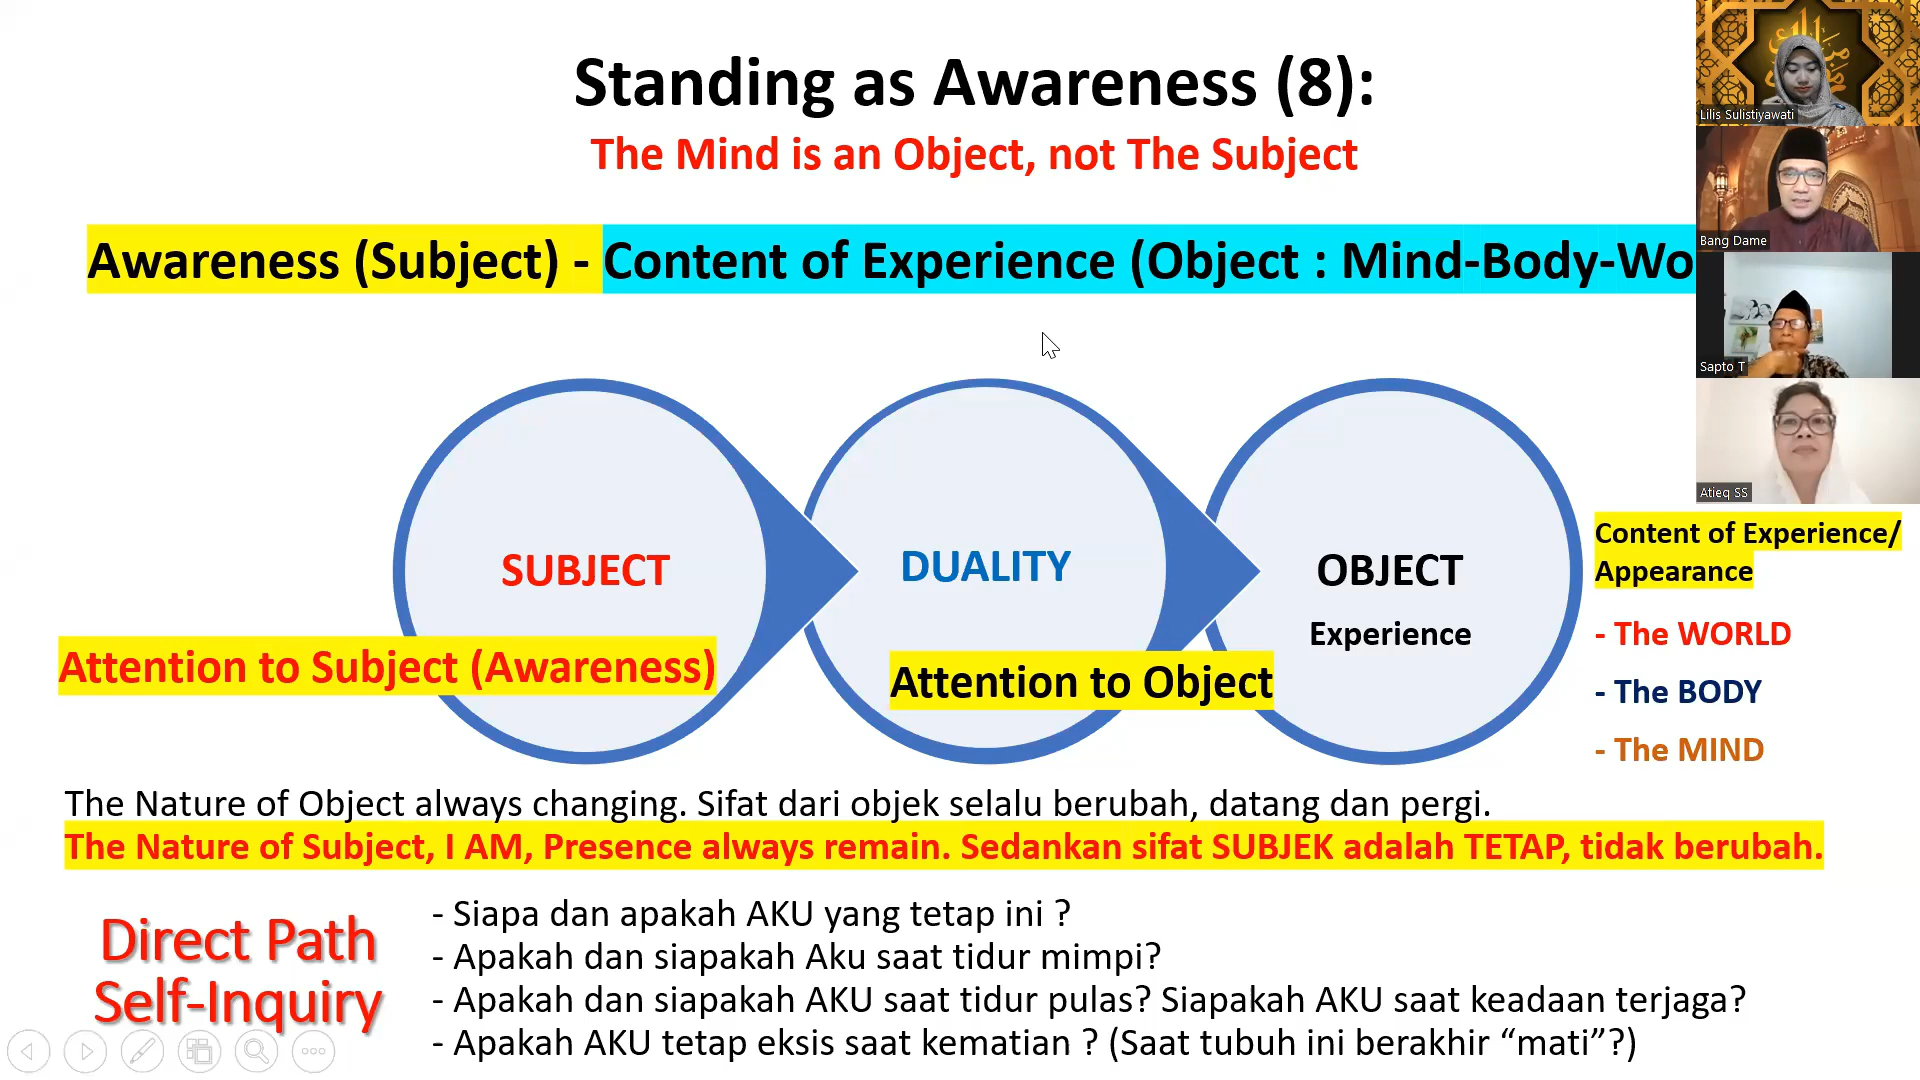 Standing as Awareness (8):
The Mind is an Object, not The Subject
Awareness (Subject) - Content of Experience (Object : Mind-Body-Wo
Lilis Sulistiyawati
Bang Dame
Sapto T
Atieq SS
SUBJECT
DUALITY
OBJECT
Experience
Attention to Subject (Awareness)
Attention to Object
Content of Experience/
Appearance
- The WORLD
- The BODY
- The MIND
The Nature of Object always changing. Sifat dari objek selalu berubah, datang dan pergi.
The Nature of Subject, I AM, Presence always remain. Sedankan sifat SUBJEK adalah TETAP, tidak berubah.
Direct Path
Self-Inquiry
- Siapa dan apakah AKU yang tetap ini ?
- Apakah dan siapakah Aku saat tidur mimpi?
- Apakah dan siapakah AKU saat tidur pulas? Siapakah AKU saat keadaan terjaga?
- Apakah AKU tetap eksis saat kematian ? (Saat tubuh ini berakhir “mati”?)